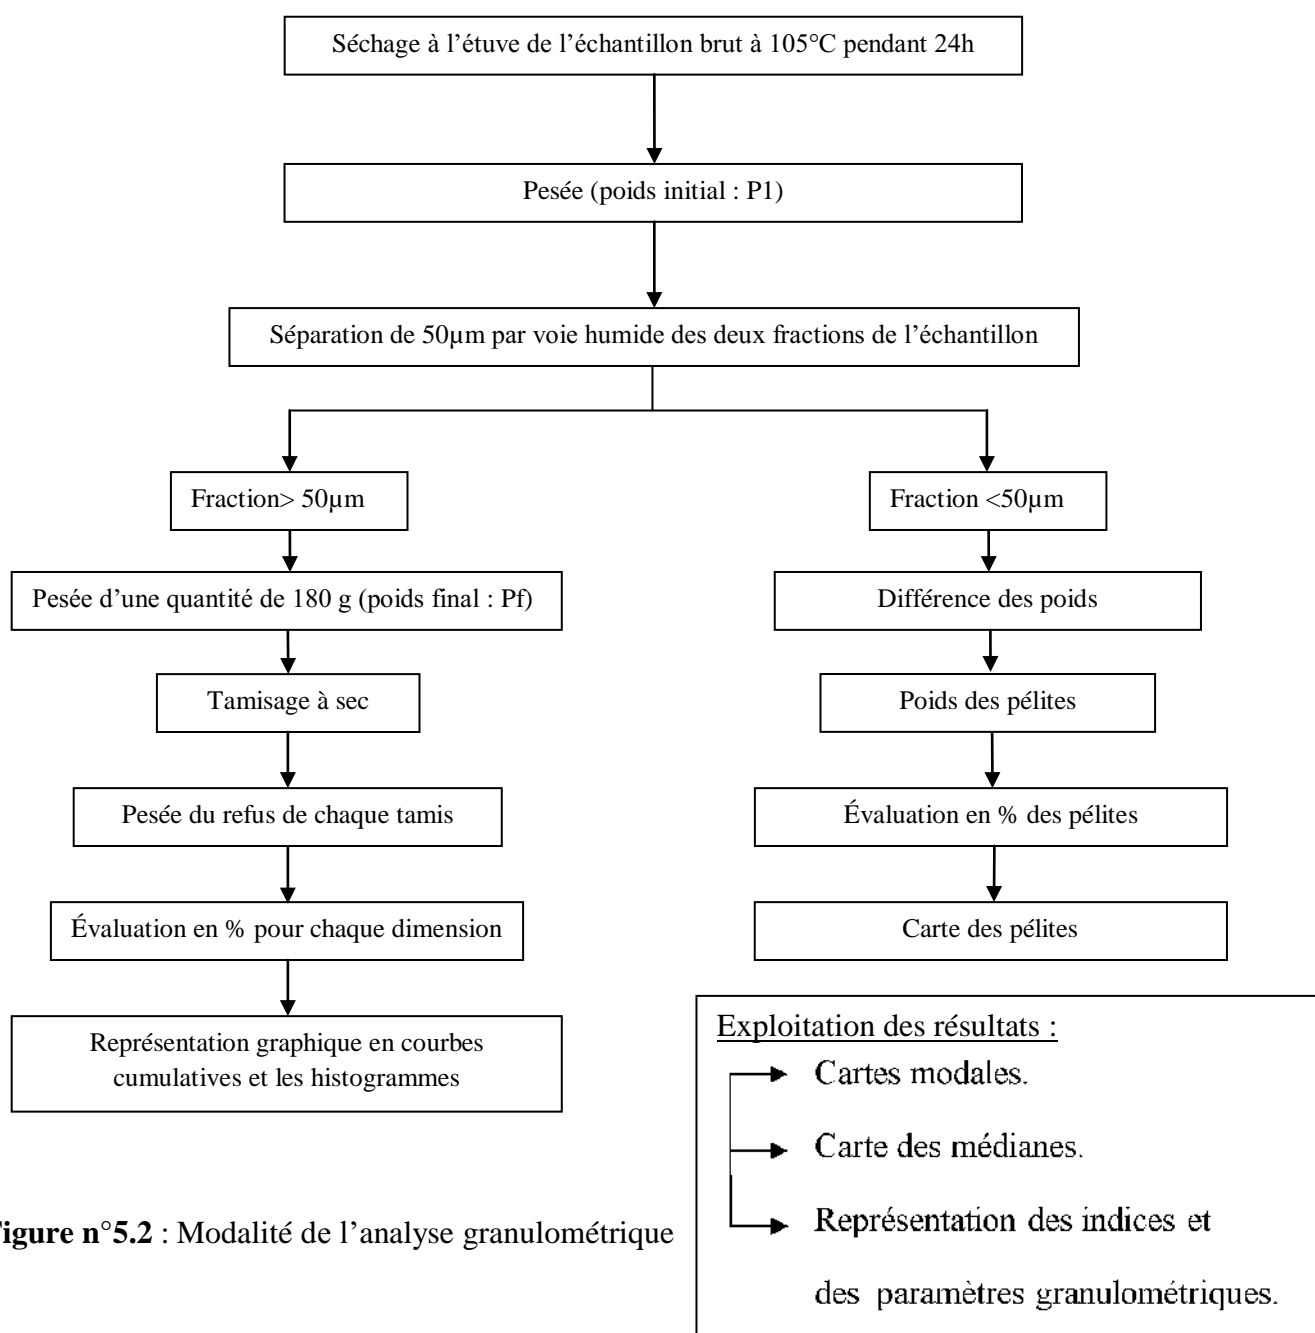 Séchage à l’étuve de l’échantillon brut à 105°C pendant 24h
Pesée (poids initial : P1)
Séparation de 50µm par voie humide des deux fractions de l’échantillon
Fraction> 50µm
Fraction <50µm
Pesée d’une quantité de 180 g (poids final : Pf)
Différence des poids
Tamisage à sec
Poids des pélites
Pesée du refus de chaque tamis
Évaluation en % des pélites
Évaluation en % pour chaque dimension
Carte des pélites
Représentation graphique en courbes
cumulatives et les histogrammes
Exploitation des résultats :
Cartes modales.
Carte des médianes.
Représentation des indices et
des paramètres granulométriques.
igure n°5.2 : Modalité de l’analyse granulométrique